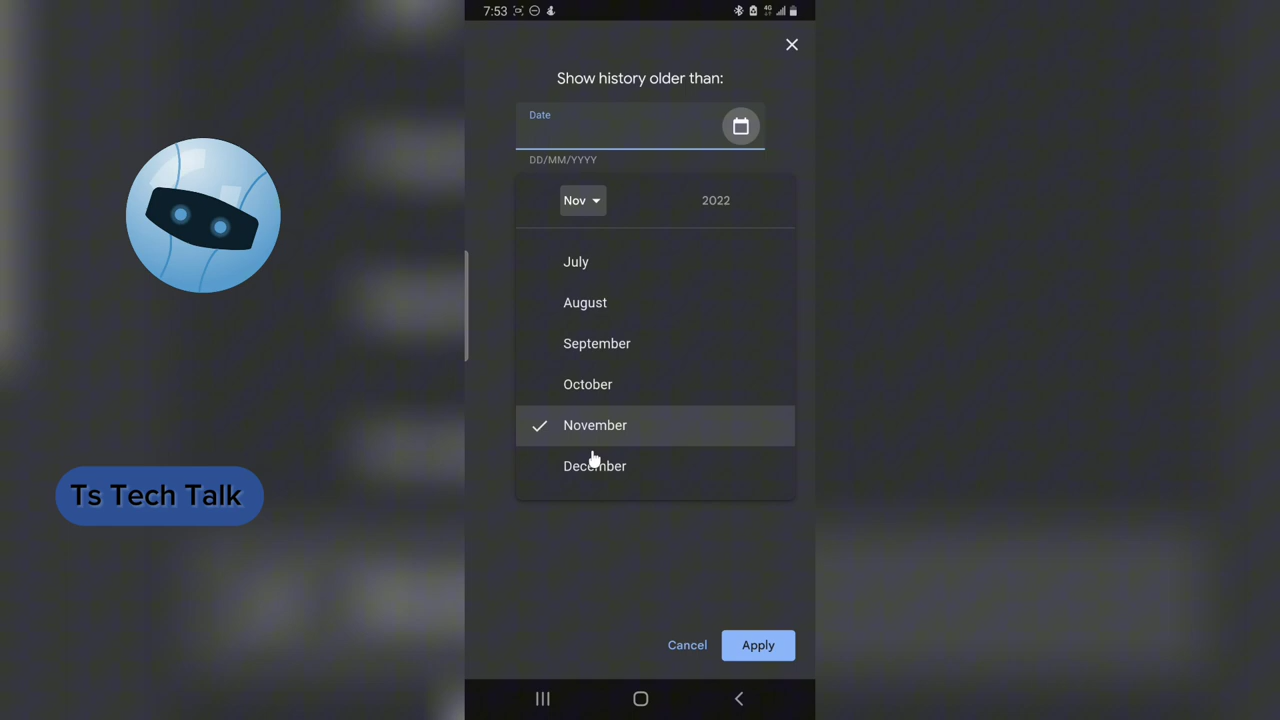 7:53
4G
Show history older than:
Date
DD/MM/YYYY
Nov 2022
July
August
September
October
November
December
Ts Tech Talk
Cancel Apply